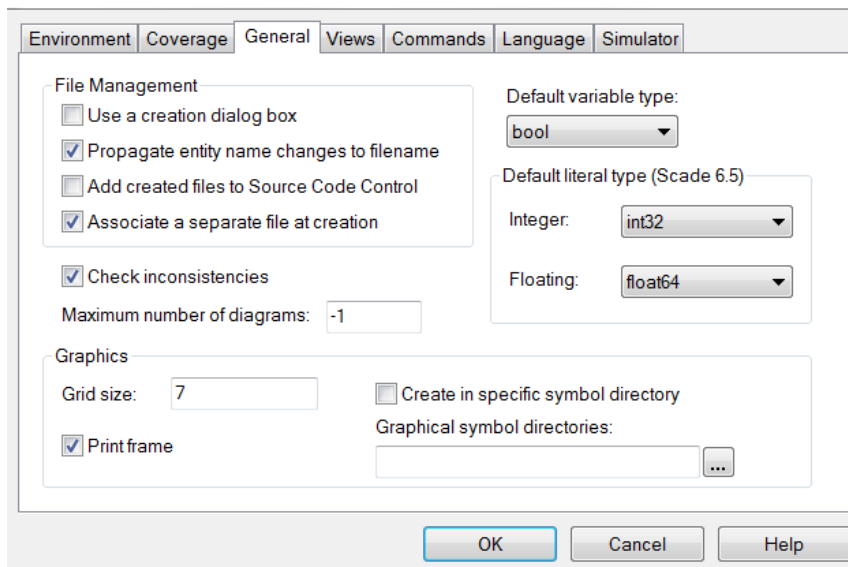 Environment Coverage General Views Commands Language Simulator
File Management
Use a creation dialog box
Propagate entity name changes to filename
Add created files to Source Code Control
Associate a separate file at creation
Default variable type:
bool
Default literal type (Scade 6.5)
Integer: int32
Floating: float64
Check inconsistencies
Maximum number of diagrams: -1
Graphics
Grid size: 7
Print frame
Create in specific symbol directory
Graphical symbol directories:
...
OK Cancel Help